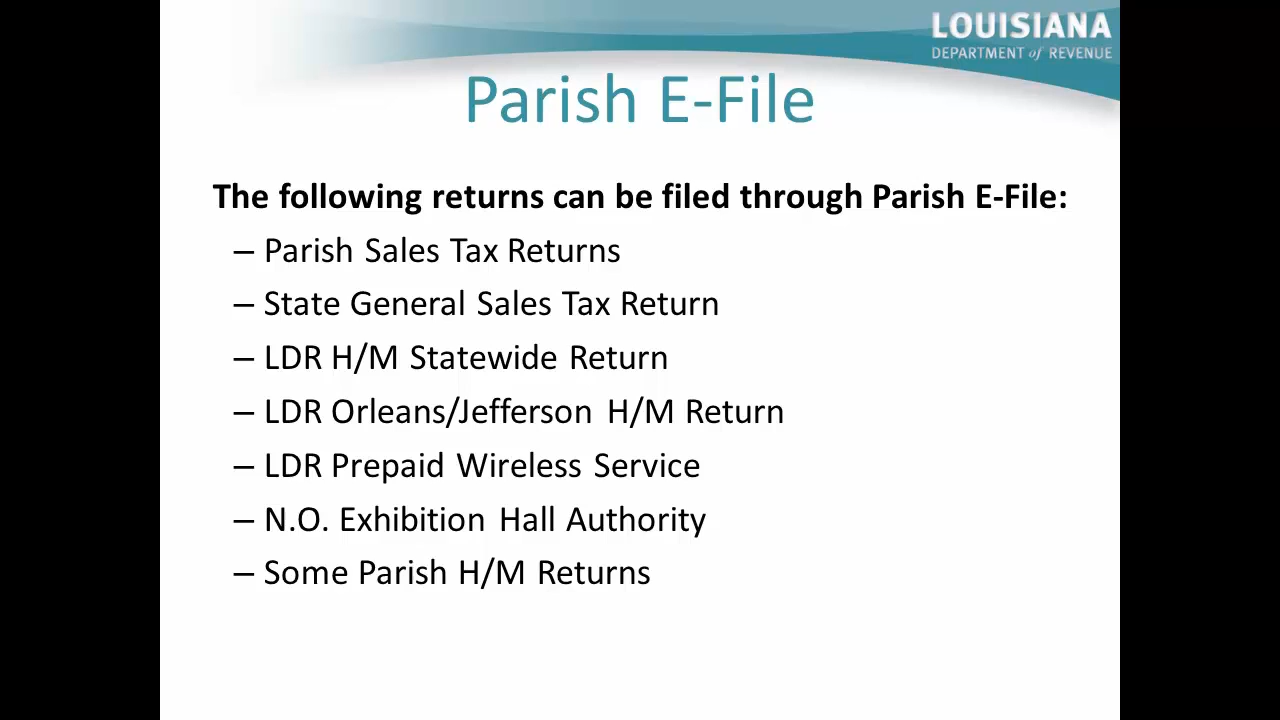 LOUISIANA
DEPARTMENT of REVENUE
Parish E-File
The following returns can be filed through Parish E-File:
– Parish Sales Tax Returns
– State General Sales Tax Return
– LDR H/M Statewide Return
– LDR Orleans/Jefferson H/M Return
– LDR Prepaid Wireless Service
– N.O. Exhibition Hall Authority
– Some Parish H/M Returns